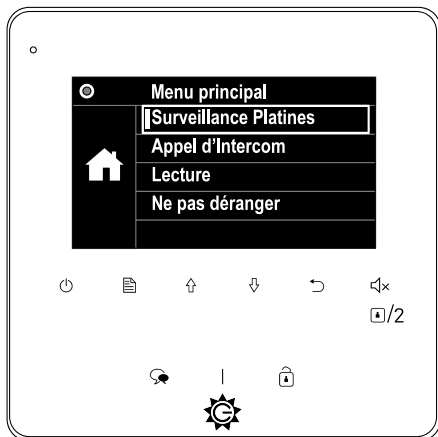 Menu principal
Surveillance Platines
Appel d'Intercom
Lecture
Ne pas déranger
/2